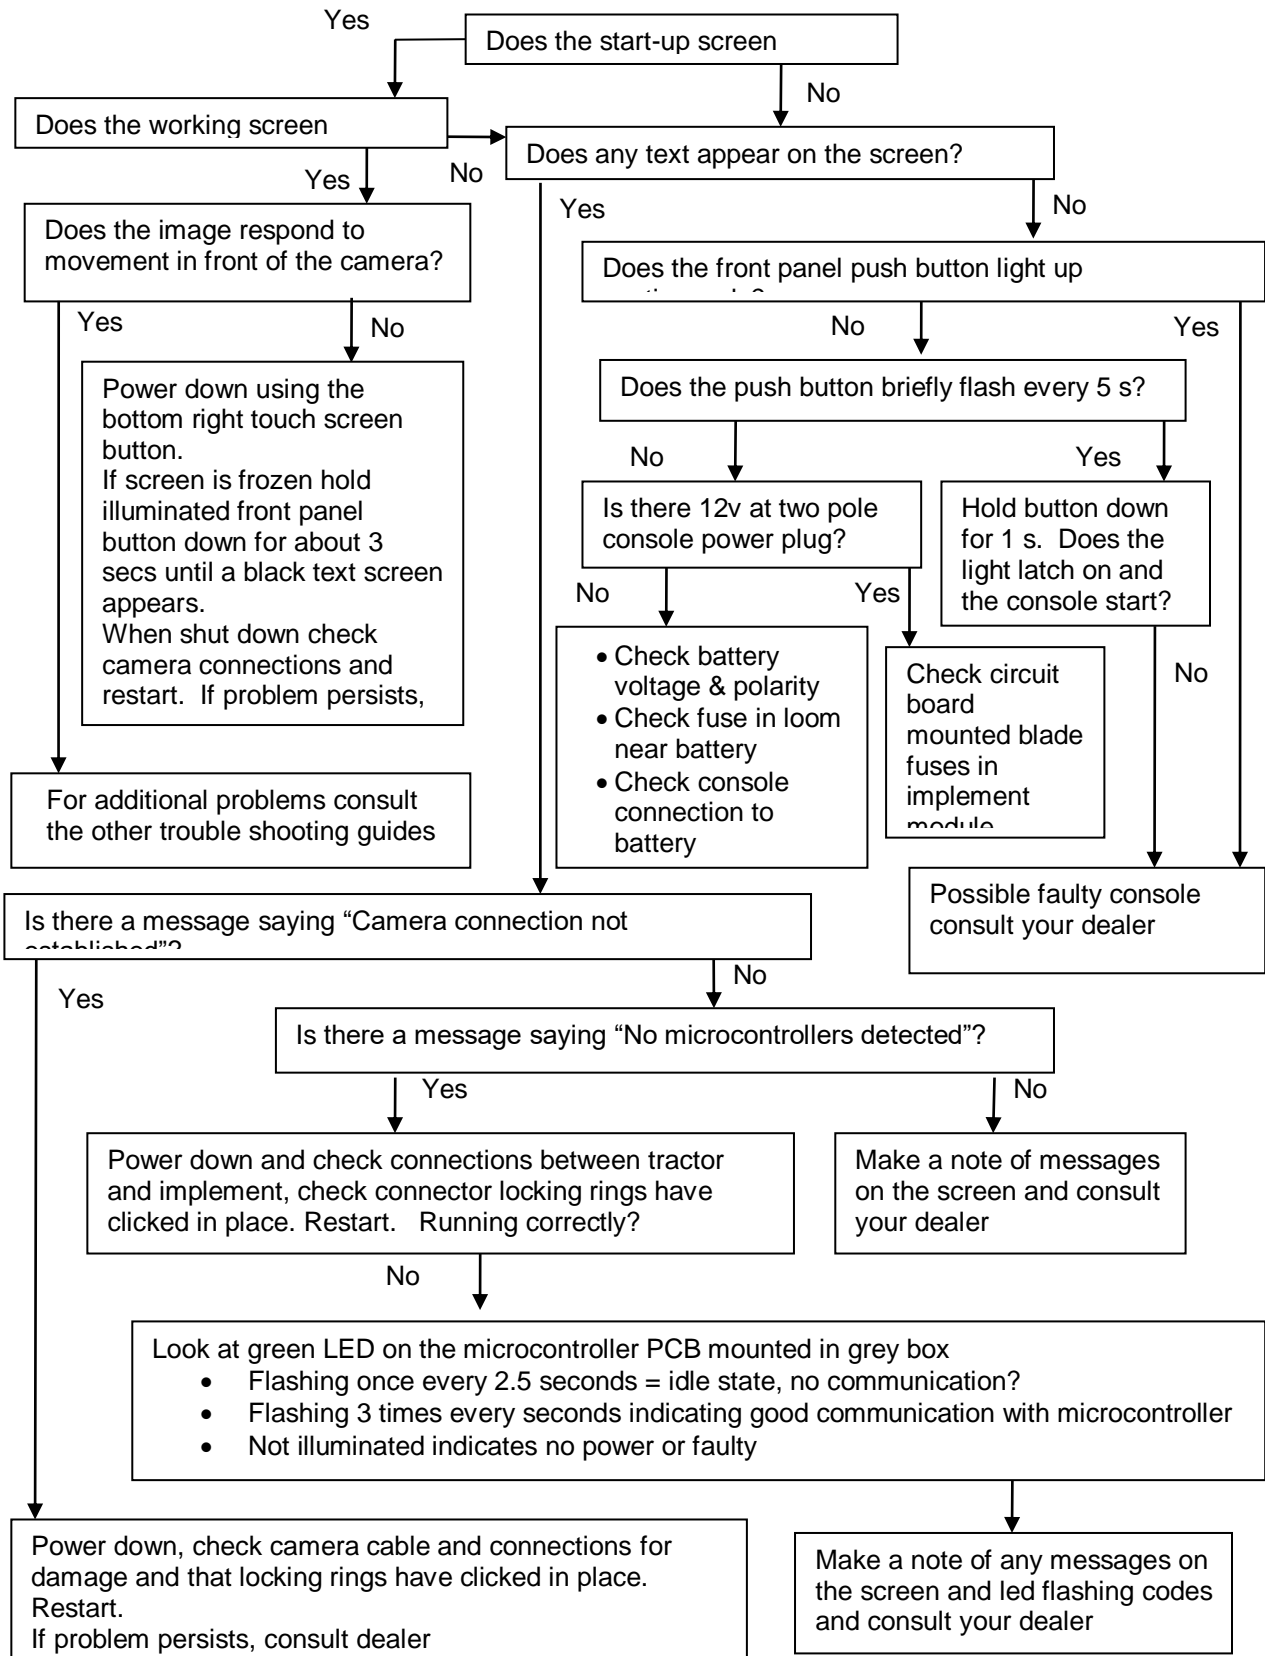 Yes
Does the start-up screen
No
Does the working screen
Does any text appear on the screen?
No
Yes
Yes
No
Does the image respond to
movement in front of the camera?
Does the front panel push button light up
Yes
No
No
Yes
Power down using the
bottom right touch screen
button.
If screen is frozen hold
illuminated front panel
button down for about 3
secs until a black text screen
appears.
When shut down check
camera connections and
restart.  If problem persists,
Does the push button briefly flash every 5 s?
No
Yes
Is there 12v at two pole
console power plug?
Hold button down
for 1 s.  Does the
light latch on and
the console start?
No
Yes
No
• Check battery
voltage & polarity
• Check fuse in loom
near battery
• Check console
connection to
battery
Check circuit
board
mounted blade
fuses in
implement
module
For additional problems consult
the other trouble shooting guides
Possible faulty console
consult your dealer
Is there a message saying “Camera connection not
established”?
Yes
No
Is there a message saying “No microcontrollers detected”?
Yes
No
Power down and check connections between tractor
and implement, check connector locking rings have
clicked in place. Restart.   Running correctly?
Make a note of messages
on the screen and consult
your dealer
No
Look at green LED on the microcontroller PCB mounted in grey box
• Flashing once every 2.5 seconds = idle state, no communication?
• Flashing 3 times every seconds indicating good communication with microcontroller
• Not illuminated indicates no power or faulty
Power down, check camera cable and connections for
damage and that locking rings have clicked in place.
Restart.
If problem persists, consult dealer
Make a note of any messages on
the screen and led flashing codes
and consult your dealer